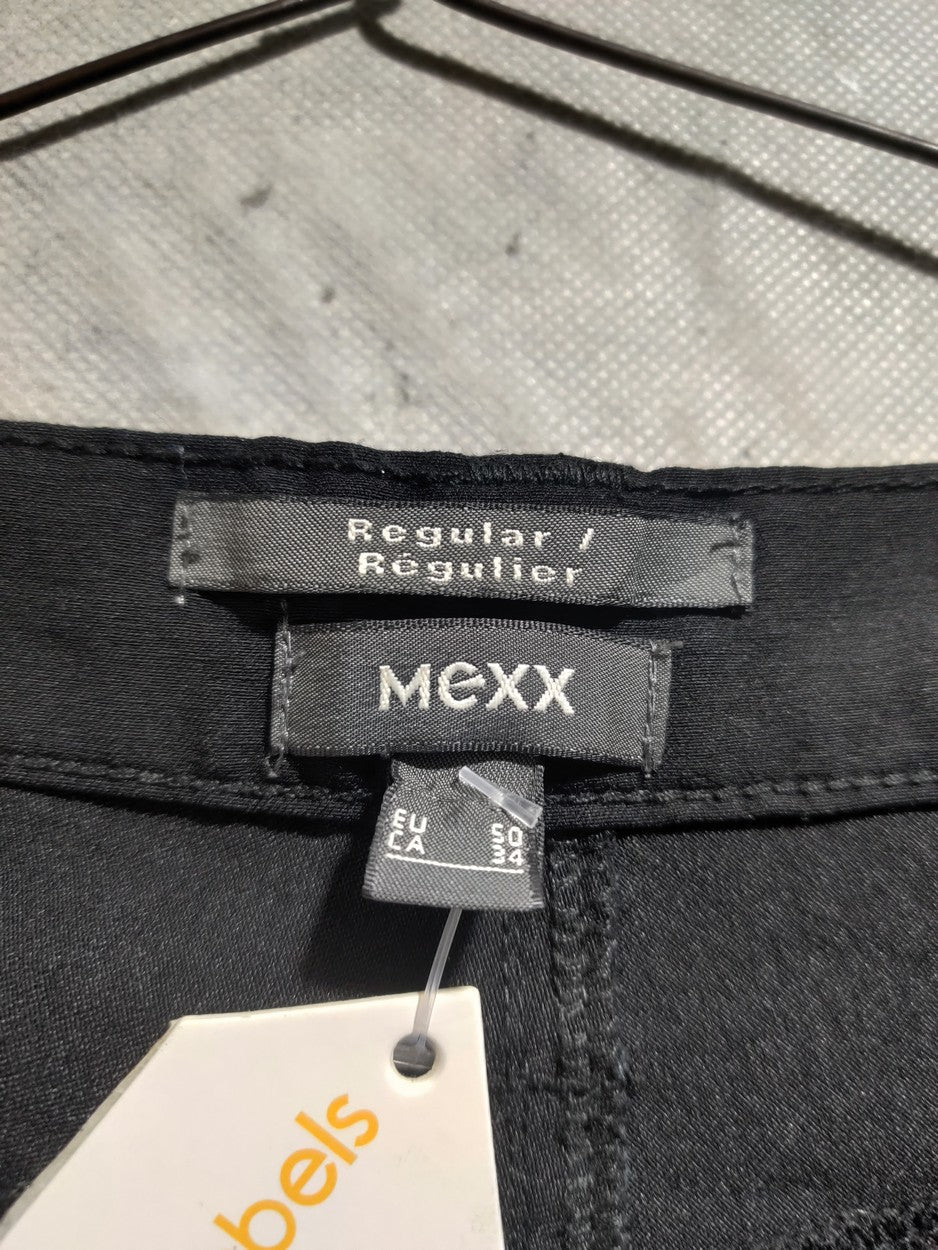 Regular /
Régulier
MEXX
EU 50
CA 34
bels